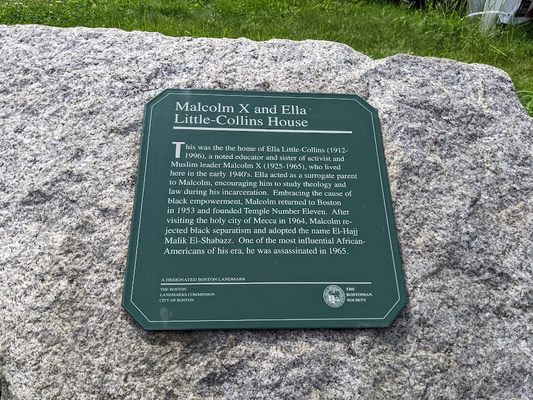 Malcolm X and Ella
Little-Collins House
This was the the home of Ella Little-Collins (1912-
1996), a noted educator and sister of activist and
Muslim leader Malcolm X (1925-1965), who lived
here in the early 1940's. Ella acted as a surrogate parent
to Malcolm, encouraging him to study theology and
law during his incarceration. Embracing the cause of
black empowerment, Malcolm returned to Boston
in 1953 and founded Temple Number Eleven. After
visiting the holy city of Mecca in 1964, Malcolm re-
jected black separatism and adopted the name El-Hajj
Malik El-Shabazz. One of the most influential African-
Americans of his era, he was assassinated in 1965.
A DESIGNATED BOSTON LANDMARK
THE BOSTON
LANDMARKS COMMISSION
CITY OF BOSTON
THE
BOSTONIAN
SOCIETY